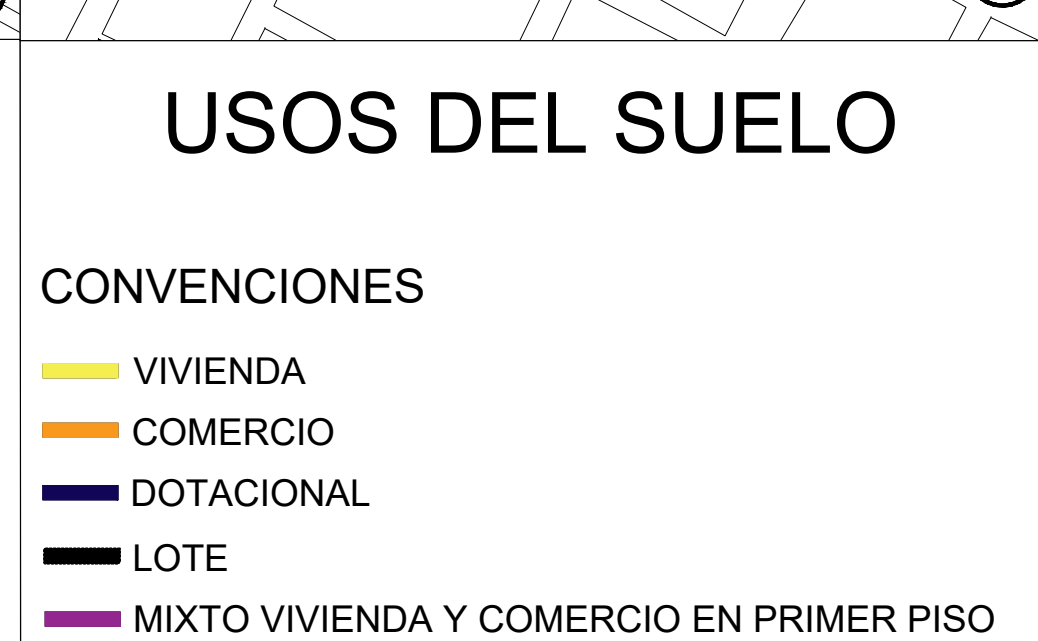 USOS DEL SUELO
CONVENCIONES
VIVIENDA
COMERCIO
DOTACIONAL
LOTE
MIXTO VIVIENDA Y COMERCIO EN PRIMER PISO